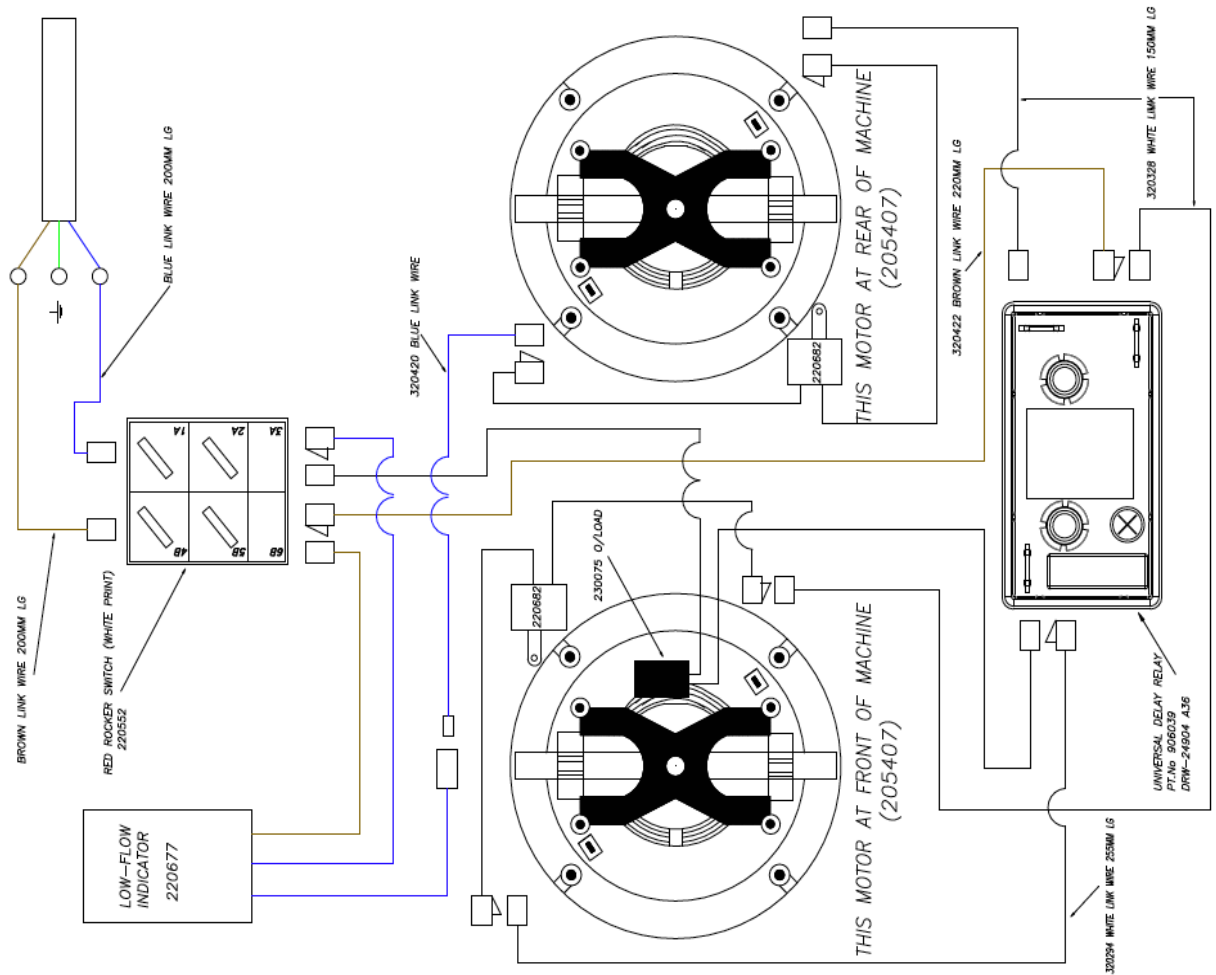 BLUE LINK WIRE 200MM LG
BROWN LINK WIRE 200MM LG
RED ROCKER SWITCH (WHITE PRINT)
220552
1A
2A
3A
4B
5B
6B
LOW-FLOW
INDICATOR
220677
320420 BLUE LINK WIRE
220682
THIS MOTOR AT REAR OF MACHINE
(205407)
220682
230075 O/LOAD
THIS MOTOR AT FRONT OF MACHINE
(205407)
320422 BROWN LINK WIRE 220MM LG
320328 WHITE LIMK WIRE 150MM LG
UNIVERSAL DELAY RELAY
PT.No 906039
DRW-24904 A36
320294 WHITE LINK WIRE 255MM LG